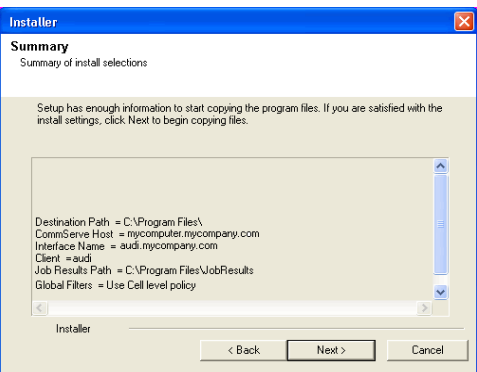 Installer
Summary
Summary of install selections
Setup has enough information to start copying the program files. If you are satisfied with the
install settings, click Next to begin copying files.
Destination Path = C:\Program Files\
CommServe Host = mycomputer.mycompany.com
Interface Name = audi.mycompany.com
Client =audi
Job Results Path = C:\Program Files\JobResults
Global Filters = Use Cell level policy
Installer
< Back Next > Cancel